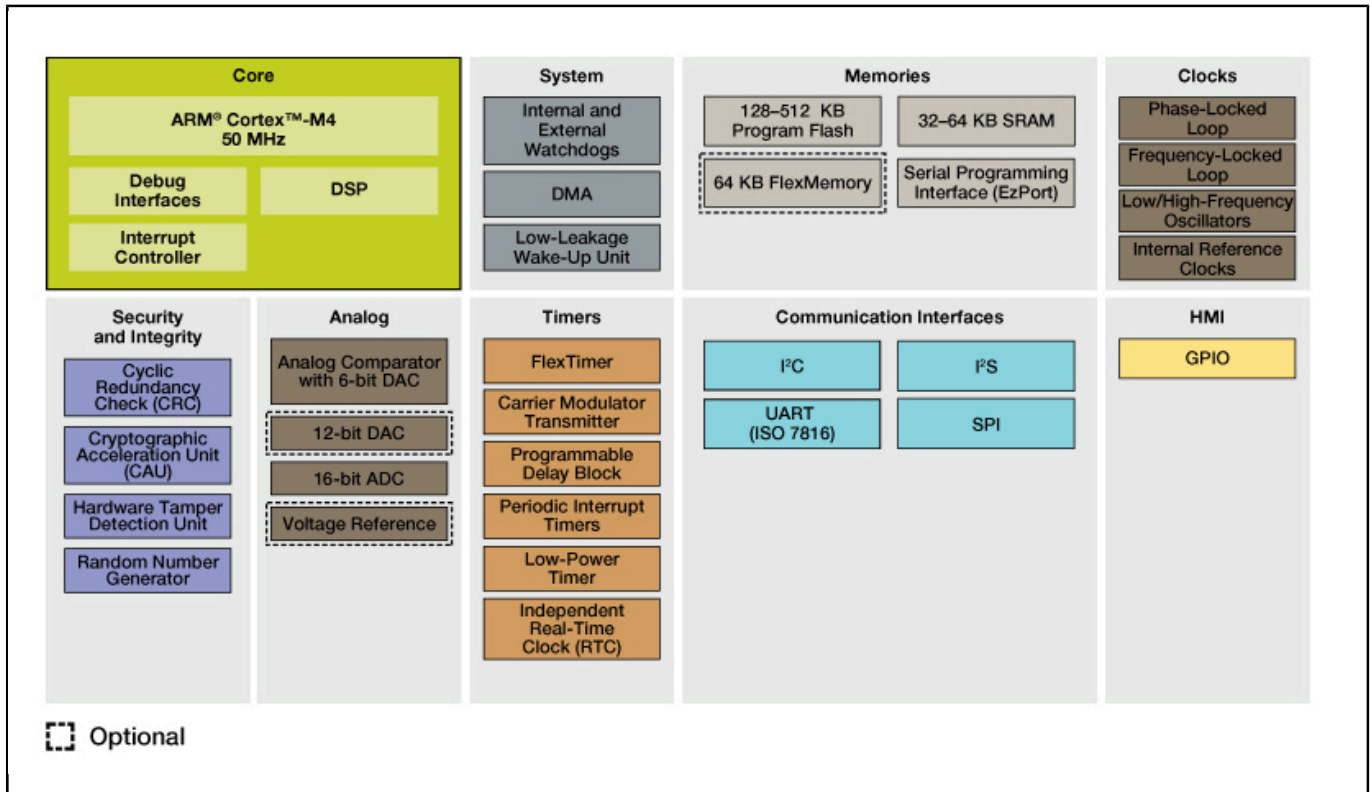 Core
ARM® Cortex™-M4
50 MHz
Debug
Interfaces
DSP
Interrupt
Controller
System
Internal and
External
Watchdogs
DMA
Low-Leakage
Wake-Up Unit
Memories
128–512 KB
Program Flash
32–64 KB SRAM
64 KB FlexMemory
Serial Programming
Interface (EzPort)
Clocks
Phase-Locked
Loop
Frequency-Locked
Loop
Low/High-Frequency
Oscillators
Internal Reference
Clocks
Security
and Integrity
Cyclic
Redundancy
Check (CRC)
Cryptographic
Acceleration Unit
(CAU)
Hardware Tamper
Detection Unit
Random Number
Generator
Analog
Analog Comparator
with 6-bit DAC
12-bit DAC
16-bit ADC
Voltage Reference
Timers
FlexTimer
Carrier Modulator
Transmitter
Programmable
Delay Block
Periodic Interrupt
Timers
Low-Power
Timer
Independent
Real-Time
Clock (RTC)
Communication Interfaces
I²C
I²S
UART
(ISO 7816)
SPI
HMI
GPIO
Optional